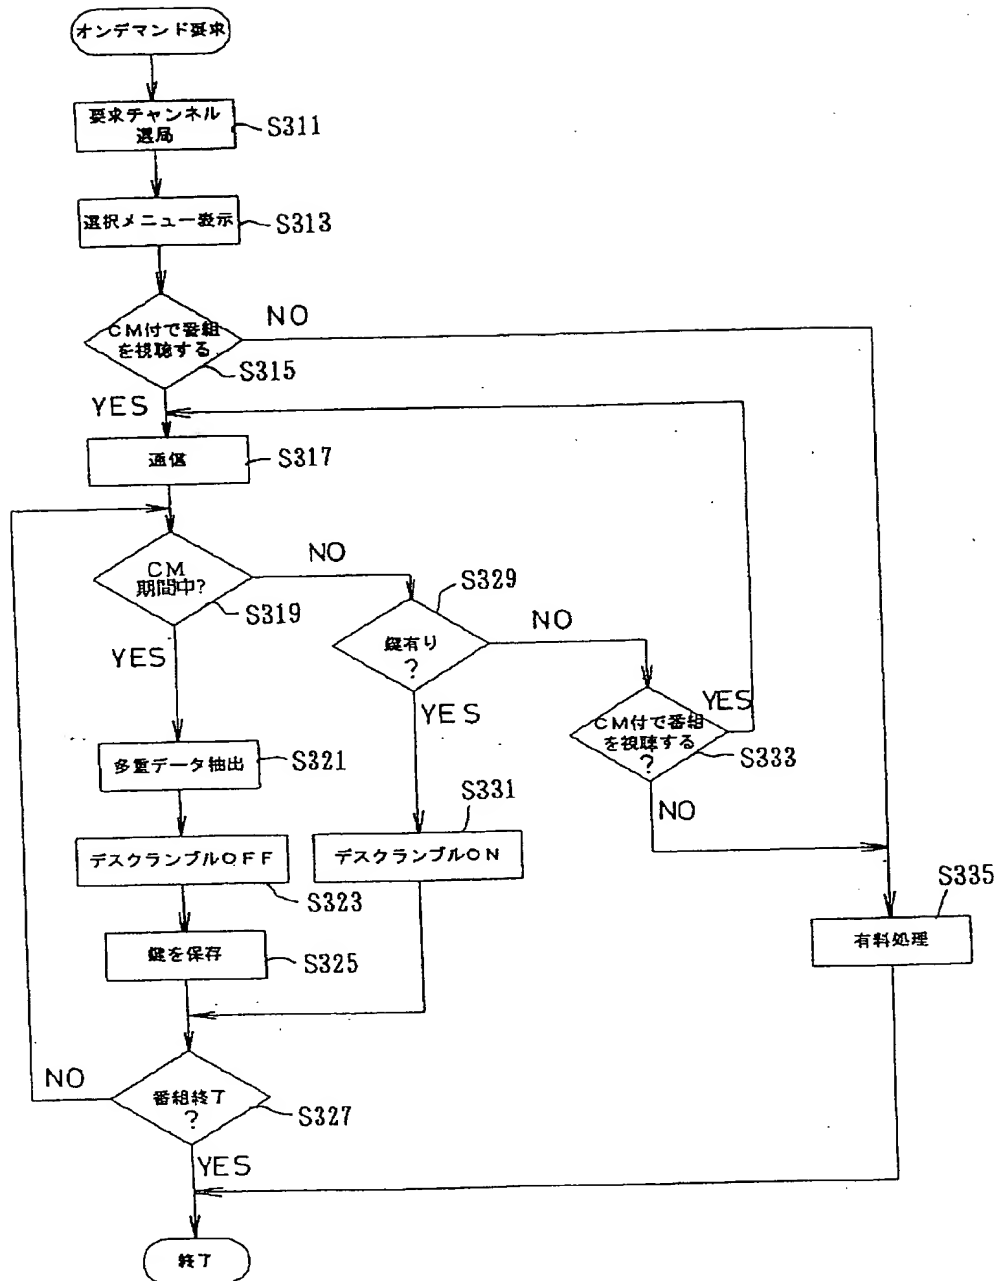 オンデマンド要求
要求チャンネル
選局
S311
選択メニュー表示
S313
CM付で番組
を視聴する
S315
NO
YES
通信
S317
CM
期間中?
S319
NO
YES
鍵有り
?
S329
NO
YES
CM付で番組
を視聴する
?
S333
YES
NO
多重データ抽出
S321
デスクランブルOFF
S323
デスクランブルON
S331
鍵を保存
S325
有料処理
S335
番組終了
?
S327
NO
YES
終了